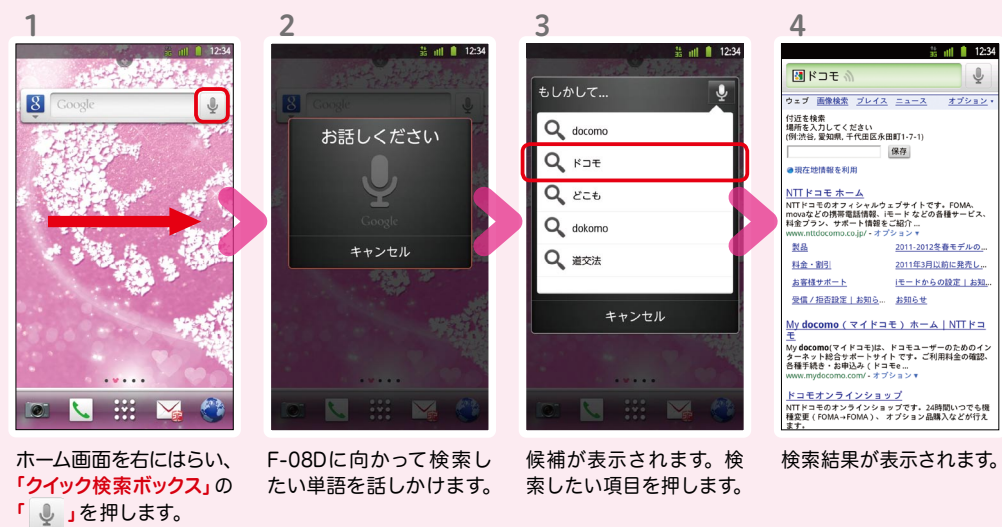 1
12:34
Google
ホーム画面を右にはらい、
「クイック検索ボックス」の
「 」を押します。
2
12:34
Google
お話しください
Google
キャンセル
F-08Dに向かって検索し
たい単語を話しかけます。
3
12:34
もしかして...
docomo
ドコモ
どこも
dokomo
道交法
キャンセル
候補が表示されます。検
索したい項目を押します。
4
12:34
ドコモ
ウェブ 画像検索 プレイス ニュース オプション
付近を検索
場所を入力してください
(例:渋谷, 愛知県, 千代田区永田町1-7-1)
保存
現在地情報を利用
NTTドコモ ホーム
NTTドコモのオフィシャルウェブサイトです。FOMA、
movaなどの携帯電話情報、iモード などの各種サービス、
料金プラン、サポート情報をご紹介 ...
www.nttdocomo.co.jp/ - オプション▼
製品 2011-2012冬春モデルの...
料金・割引 2011年3月以前に発売し...
お客様サポート iモードからの設定 | お知...
受信 / 拒否設定 | お知ら... お知らせ
My docomo ( マイドコモ ) ホーム | NTTドコ
モ
My docomo(マイドコモ)は、ドコモユーザーのためのイン
ターネット総合サポートサイト です。ご利用料金の確認、
各種手続き・お申込み ( ドコモe ...
www.mydocomo.com/ - オプション▼
ドコモオンラインショップ
NTTドコモのオンラインショップです。24時間いつでも機
種変更 ( FOMA→FOMA ) 、 オプション品購入などが行え
ます。
検索結果が表示されます。